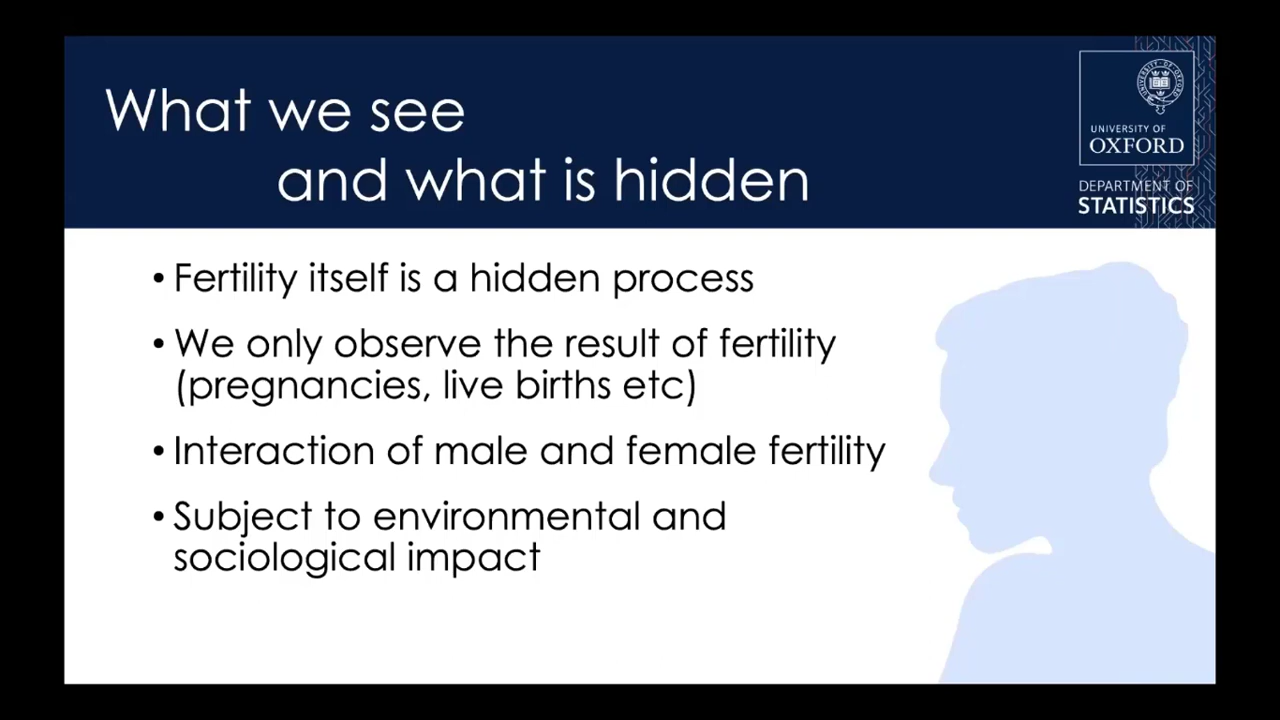 What we see
and what is hidden
UNIVERSITY OF
OXFORD
DEPARTMENT OF
STATISTICS
• Fertility itself is a hidden process
• We only observe the result of fertility
(pregnancies, live births etc)
• Interaction of male and female fertility
• Subject to environmental and
sociological impact